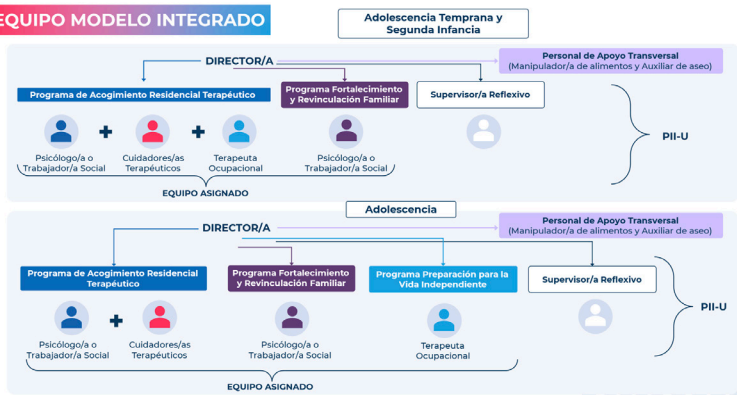 EQUIPO MODELO INTEGRADO
Adolescencia Temprana y
Segunda Infancia
DIRECTOR/A
Personal de Apoyo Transversal
(Manipulador/a de alimentos y Auxiliar de aseo)
Programa de Acogimiento Residencial Terapéutico
Programa Fortalecimiento
y Revinculación Familiar
Supervisor/a Reflexivo
PII-U
Psicólogo/a o
Trabajador/a Social
Cuidadores/as
Terapéuticos
Terapeuta
Ocupacional
Psicólogo/a o
Trabajador/a Social
EQUIPO ASIGNADO
Adolescencia
DIRECTOR/A
Personal de Apoyo Transversal
(Manipulador/a de alimentos y Auxiliar de aseo)
Programa de Acogimiento Residencial
Terapéutico
Programa Fortalecimiento
y Revinculación Familiar
Programa Preparación para la
Vida Independiente
Supervisor/a Reflexivo
PII-U
Psicólogo/a o
Trabajador/a Social
Cuidadores/as
Terapéuticos
Psicólogo/a o
Trabajador/a Social
Terapeuta
Ocupacional
EQUIPO ASIGNADO